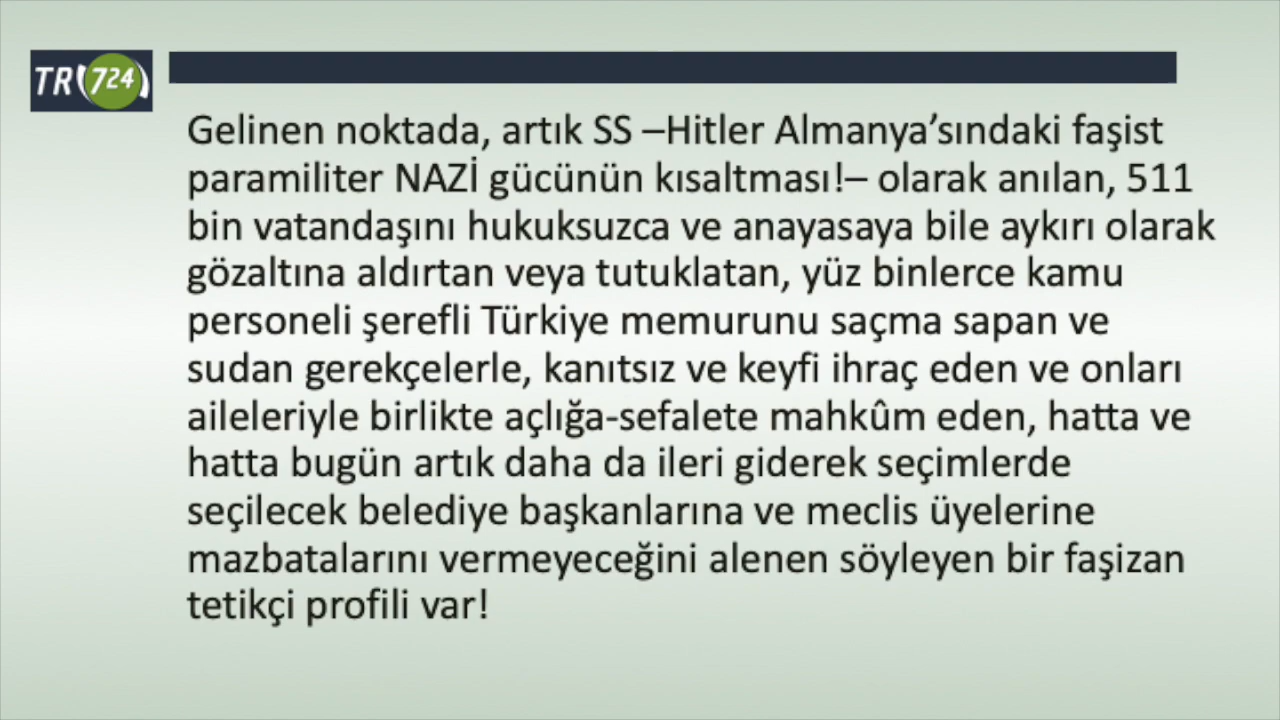 TR724
Gelinen noktada, artık SS –Hitler Almanya’sındaki faşist
paramiliter NAZİ gücünün kısaltması!– olarak anılan, 511
bin vatandaşını hukuksuzca ve anayasaya bile aykırı olarak
gözaltına aldırtan veya tutuklatan, yüz binlerce kamu
personeli şerefli Türkiye memurunu saçma sapan ve
sudan gerekçelerle, kanıtsız ve keyfi ihraç eden ve onları
aileleriyle birlikte açlığa-sefalete mahkûm eden, hatta ve
hatta bugün artık daha da ileri giderek seçimlerde
seçilecek belediye başkanlarına ve meclis üyelerine
mazbatalarını vermeyeceğini alenen söyleyen bir faşizan
tetikçi profili var!